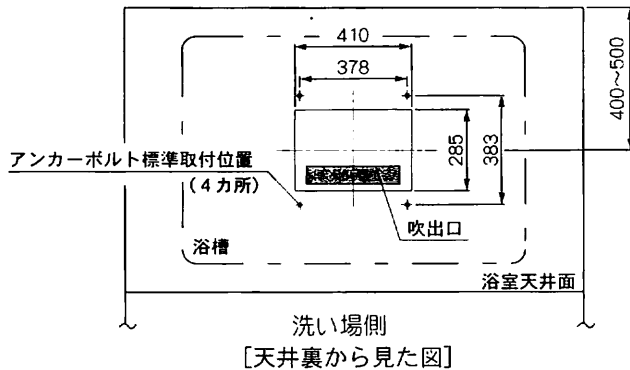 410
378
400~500
285
383
アンカーボルト標準取付位置
(4カ所)
吹出口
浴槽
浴室天井面
洗い場側
[天井裏から見た図]